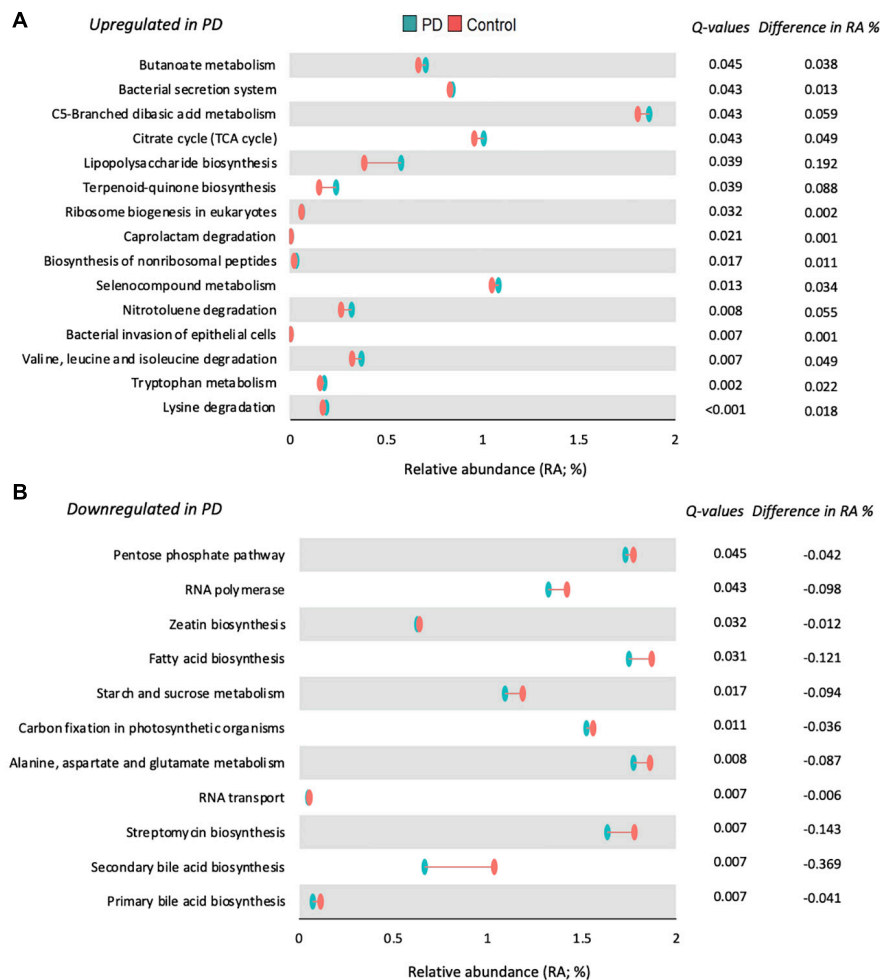 A
Upregulated in PD
PD Control
Q-values Difference in RA %
Butanoate metabolism 0.045 0.038
Bacterial secretion system 0.043 0.013
C5-Branched dibasic acid metabolism 0.043 0.059
Citrate cycle (TCA cycle) 0.043 0.049
Lipopolysaccharide biosynthesis 0.039 0.192
Terpenoid-quinone biosynthesis 0.039 0.088
Ribosome biogenesis in eukaryotes 0.032 0.002
Caprolactam degradation 0.021 0.001
Biosynthesis of nonribosomal peptides 0.017 0.011
Selenocompound metabolism 0.013 0.034
Nitrotoluene degradation 0.008 0.055
Bacterial invasion of epithelial cells 0.007 0.001
Valine, leucine and isoleucine degradation 0.007 0.049
Tryptophan metabolism 0.002 0.022
Lysine degradation <0.001 0.018
0 0.5 1 1.5 2
Relative abundance (RA; %)
B
Downregulated in PD
Q-values Difference in RA %
Pentose phosphate pathway 0.045 -0.042
RNA polymerase 0.043 -0.098
Zeatin biosynthesis 0.032 -0.012
Fatty acid biosynthesis 0.031 -0.121
Starch and sucrose metabolism 0.017 -0.094
Carbon fixation in photosynthetic organisms 0.011 -0.036
Alanine, aspartate and glutamate metabolism 0.008 -0.087
RNA transport 0.007 -0.006
Streptomycin biosynthesis 0.007 -0.143
Secondary bile acid biosynthesis 0.007 -0.369
Primary bile acid biosynthesis 0.007 -0.041
0 0.5 1 1.5 2
Relative abundance (RA; %)